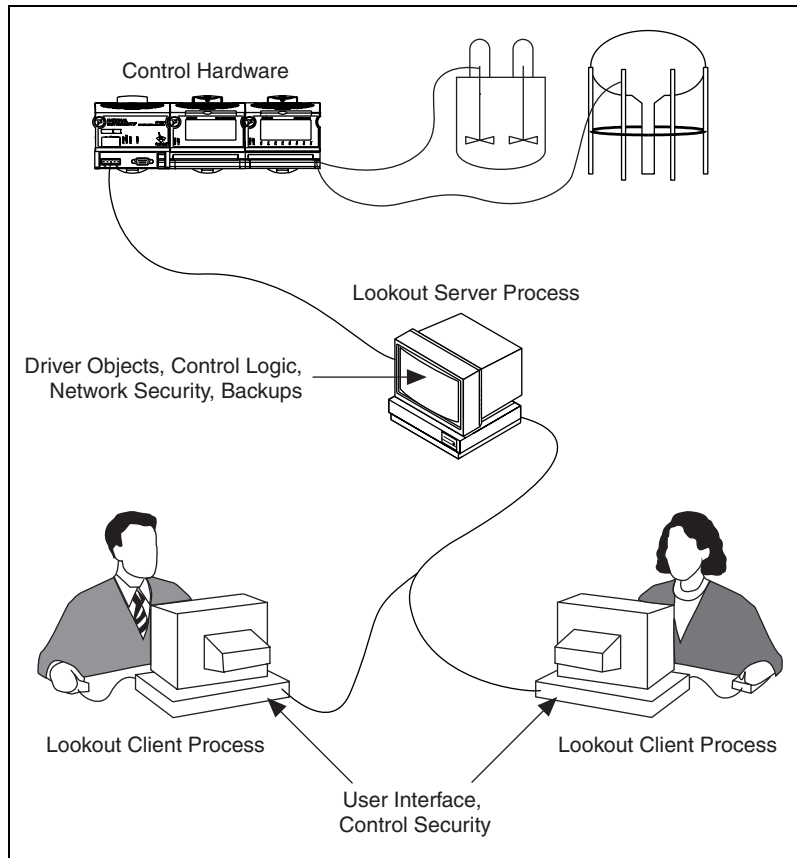 Control Hardware
Lookout Server Process
Driver Objects, Control Logic,
Network Security, Backups
Lookout Client Process
Lookout Client Process
User Interface,
Control Security